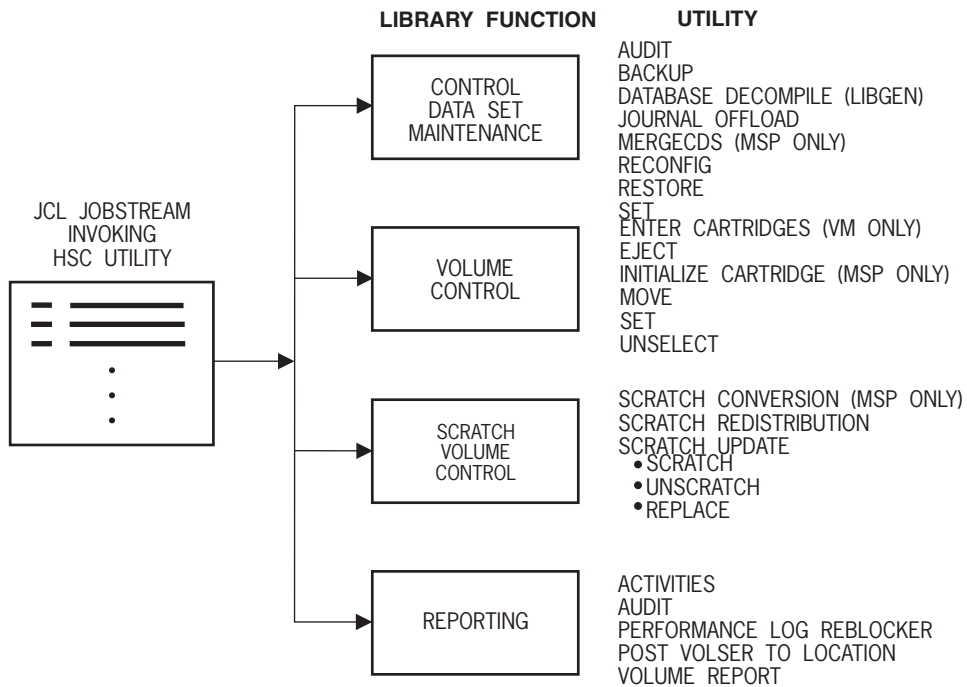 LIBRARY FUNCTION
UTILITY
JCL JOBSTREAM
INVOKING
HSC UTILITY
CONTROL
DATA SET
MAINTENANCE
AUDIT
BACKUP
DATABASE DECOMPILE (LIBGEN)
JOURNAL OFFLOAD
MERGECDS (MSP ONLY)
RECONFIG
RESTORE
SET
VOLUME
CONTROL
ENTER CARTRIDGES (VM ONLY)
EJECT
INITIALIZE CARTRIDGE (MSP ONLY)
MOVE
SET
UNSELECT
SCRATCH
VOLUME
CONTROL
SCRATCH CONVERSION (MSP ONLY)
SCRATCH REDISTRIBUTION
SCRATCH UPDATE
• SCRATCH
• UNSCRATCH
• REPLACE
REPORTING
ACTIVITIES
AUDIT
PERFORMANCE LOG REBLOCKER
POST VOLSER TO LOCATION
VOLUME REPORT